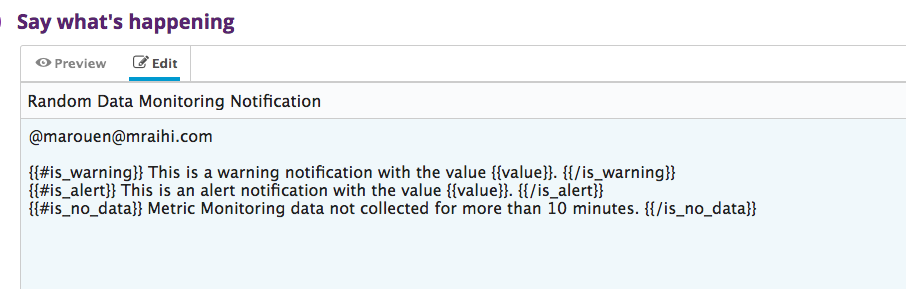 Say what's happening
Preview Edit
Random Data Monitoring Notification
@marouen@mraihi.com
{{#is_warning}} This is a warning notification with the value {{value}}. {{/is_warning}}
{{#is_alert}} This is an alert notification with the value {{value}}. {{/is_alert}}
{{#is_no_data}} Metric Monitoring data not collected for more than 10 minutes. {{/is_no_data}}